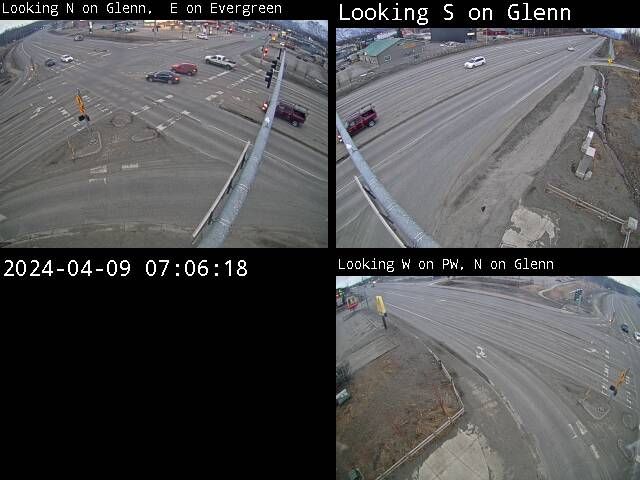 Looking N on Glenn,  E on Evergreen
Looking S on Glenn
2024-04-09 07:06:18
Looking W on PW, N on Glenn